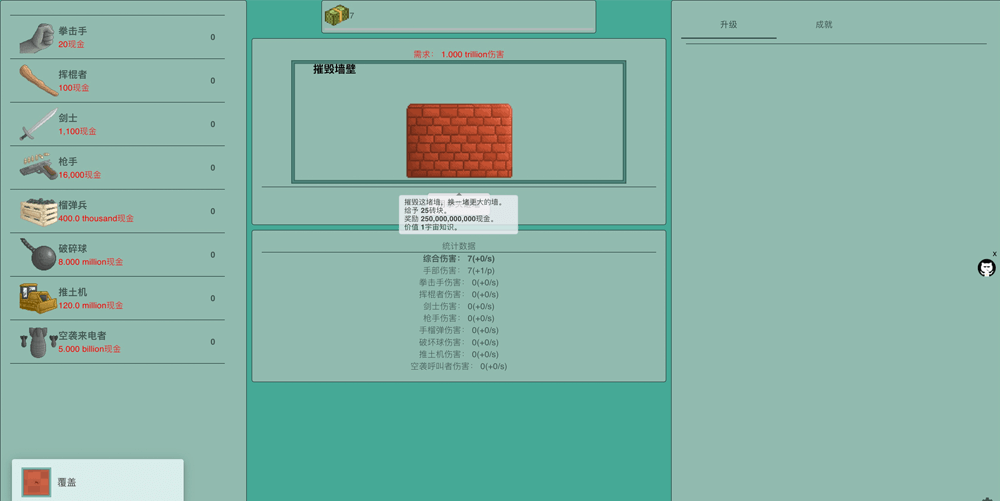 拳击手
20现金
0
挥棍者
100现金
0
剑士
1,100现金
0
枪手
16,000现金
0
榴弹兵
400.0 thousand现金
0
破碎球
8.000 million现金
0
推土机
120.0 million现金
0
空袭来电者
5.000 billion现金
0
覆盖
7
需求： 1.000 trillion伤害
摧毁墙壁
摧毁这堵墙，换一堵更大的墙。
给予 25砖块。
奖励 250,000,000,000现金。
价值 1宇宙知识。
统计数据
综合伤害： 7(+0/s)
手部伤害： 7(+1/p)
拳击手伤害： 0(+0/s)
挥棍者伤害： 0(+0/s)
剑士伤害： 0(+0/s)
枪手伤害： 0(+0/s)
手榴弹伤害： 0(+0/s)
破坏球伤害： 0(+0/s)
推土机伤害： 0(+0/s)
空袭呼叫者伤害： 0(+0/s)
升级
成就
x